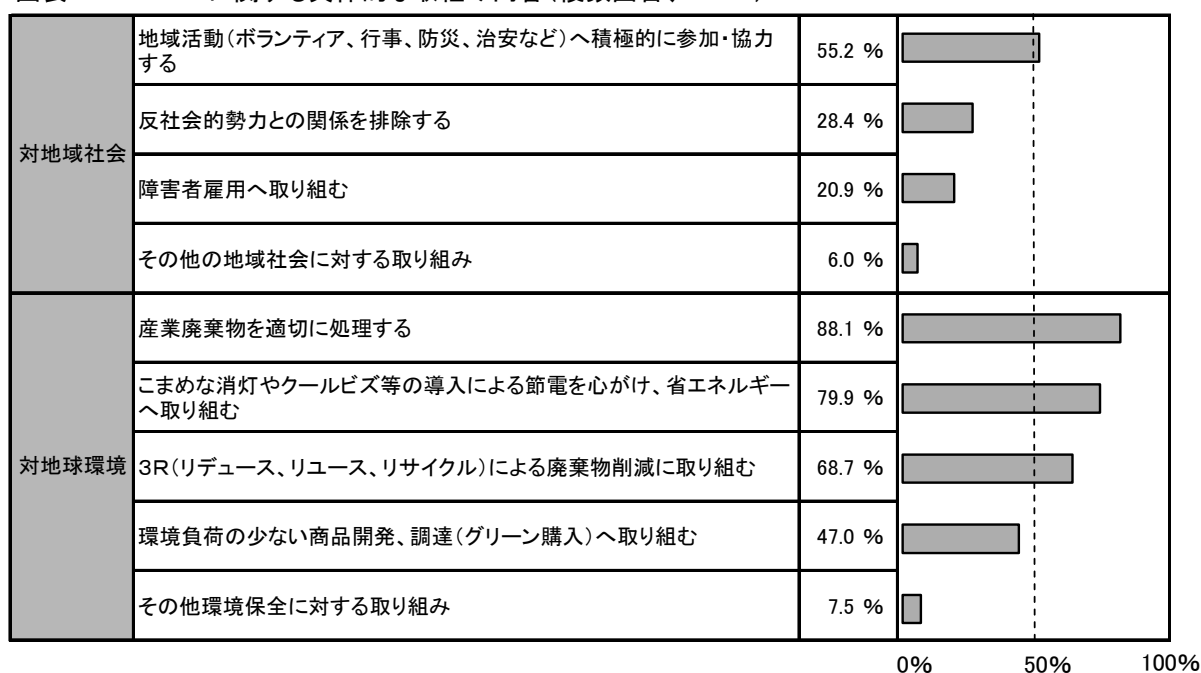 対地域社会
地域活動(ボランティア、行事、防災、治安など)へ積極的に参加・協力
する
55.2 %
反社会的勢力との関係を排除する
28.4 %
障害者雇用へ取り組む
20.9 %
その他の地域社会に対する取り組み
6.0 %
対地球環境
産業廃棄物を適切に処理する
88.1 %
こまめな消灯やクールビズ等の導入による節電を心がけ、省エネルギー
へ取り組む
79.9 %
3R(リデュース、リユース、リサイクル)による廃棄物削減に取り組む
68.7 %
環境負荷の少ない商品開発、調達(グリーン購入)へ取り組む
47.0 %
その他環境保全に対する取り組み
7.5 %
0% 50% 100%